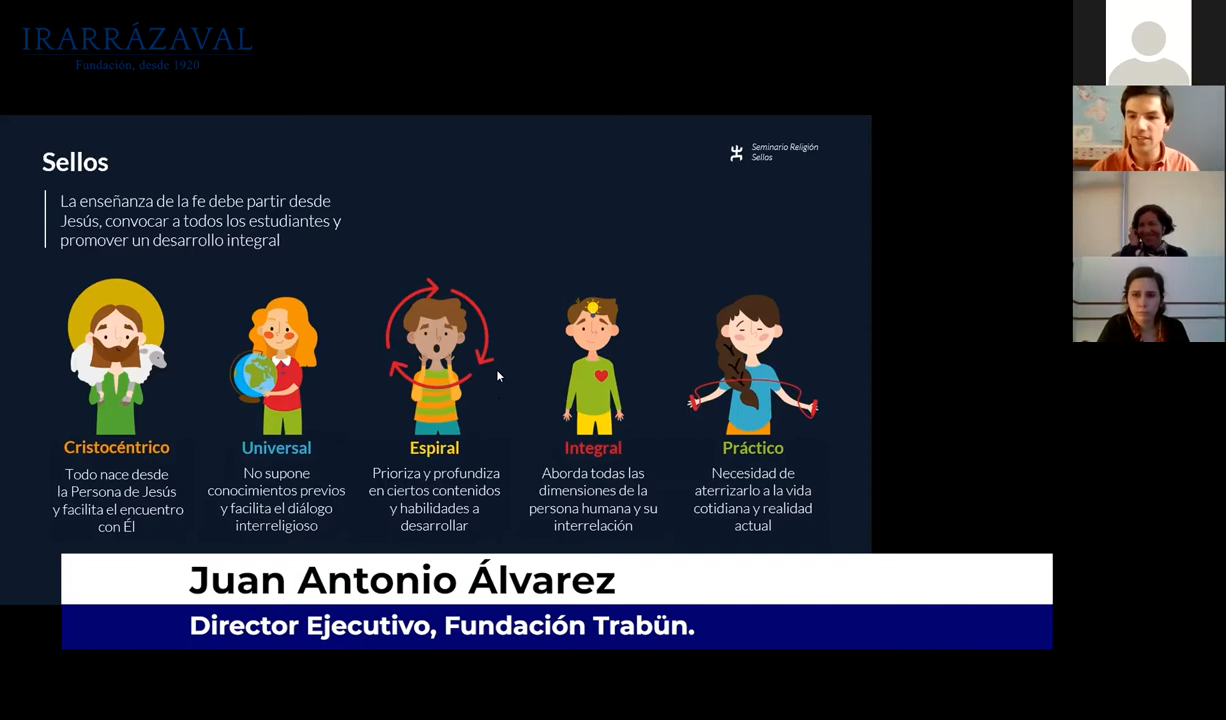 IRARRÁZAVAL
Fundación, desde 1920
Sellos
Seminario Religión
Sellos
La enseñanza de la fe debe partir desde
Jesús, convocar a todos los estudiantes y
promover un desarrollo integral
Cristocéntrico
Todo nace desde
la Persona de Jesús
y facilita el encuentro
con Él
Universal
No supone
conocimientos previos
y facilita el diálogo
interreligioso
Espiral
Prioriza y profundiza
en ciertos contenidos
y habilidades a
desarrollar
Integral
Aborda todas las
dimensiones de la
persona humana y su
interrelación
Práctico
Necesidad de
aterrizarlo a la vida
cotidiana y realidad
actual
Juan Antonio Álvarez
Director Ejecutivo, Fundación Trabün.